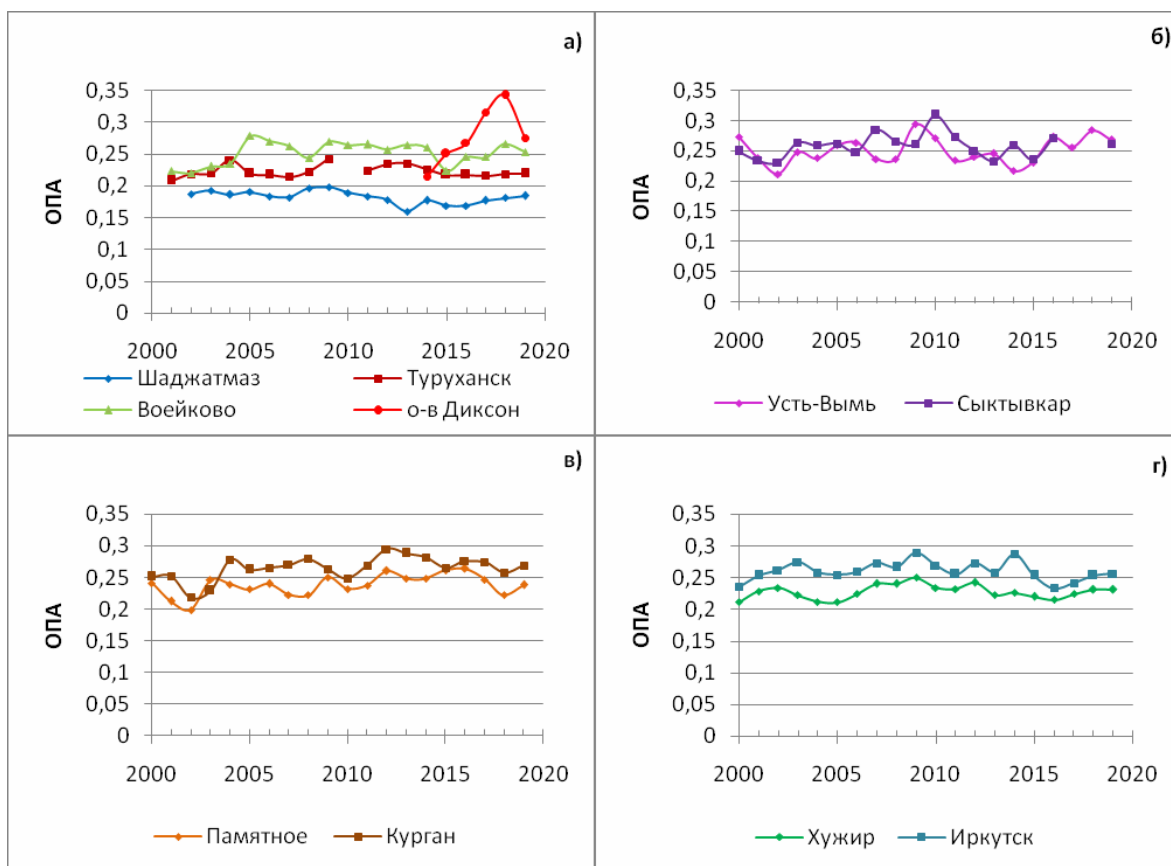 а)
ОПА
0,35
0,3
0,25
0,2
0,15
0,1
0,05
0
2000 2005 2010 2015 2020
Шаджатмаз Туруханск
Воейково о-в Диксон
б)
ОПА
0,35
0,3
0,25
0,2
0,15
0,1
0,05
0
2000 2005 2010 2015 2020
Усть-Вымь Сыктывкар
в)
ОПА
0,35
0,3
0,25
0,2
0,15
0,1
0,05
0
2000 2005 2010 2015 2020
Памятное Курган
г)
ОПА
0,35
0,3
0,25
0,2
0,15
0,1
0,05
0
2000 2005 2010 2015 2020
Хужир Иркутск